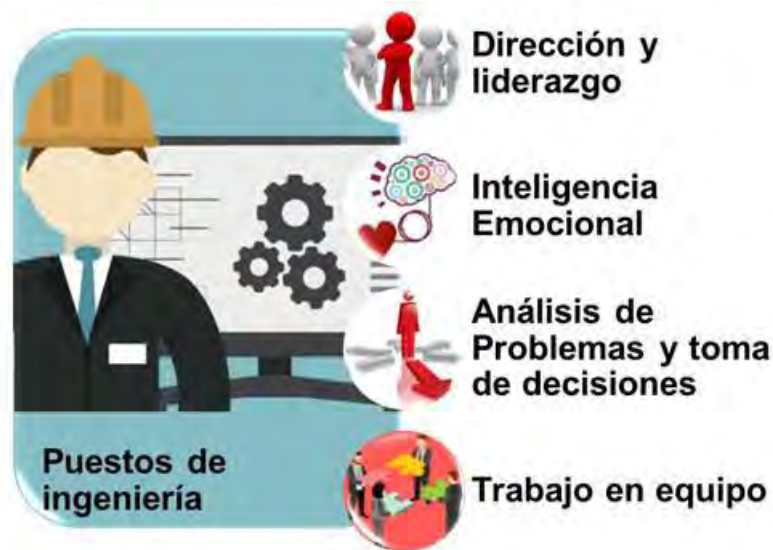 Dirección y
liderazgo
Inteligencia
Emocional
Análisis de
Problemas y toma
de decisiones
Puestos de
ingeniería
Trabajo en equipo